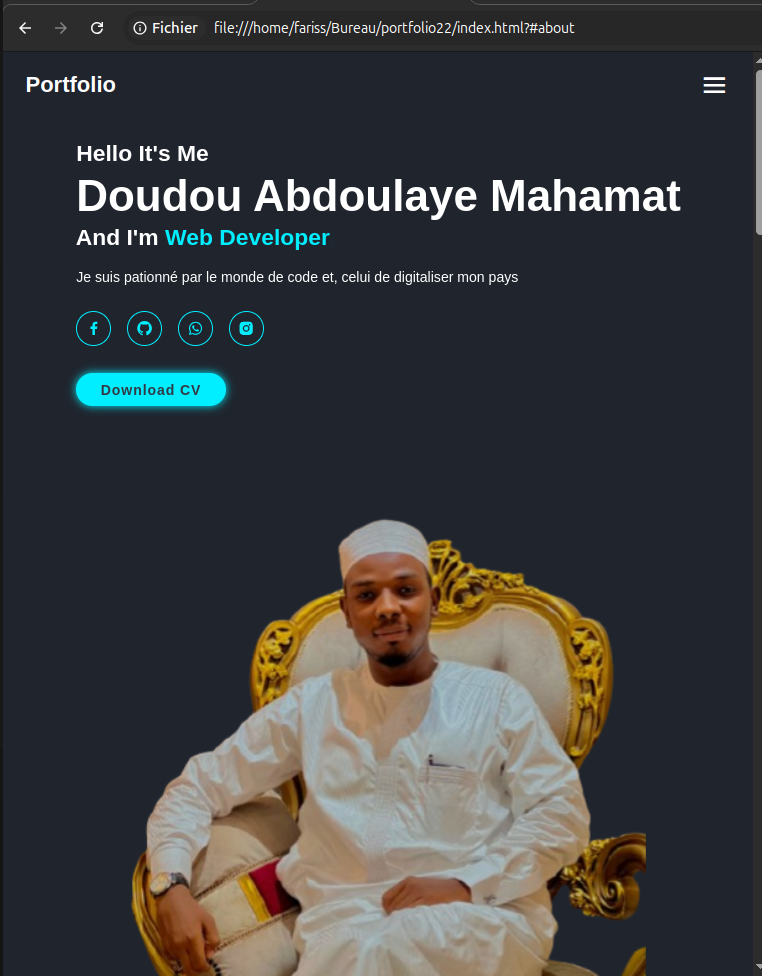 Fichier file:///home/fariss/Bureau/portfolio22/index.html?#about
Portfolio
Hello It's Me
Doudou Abdoulaye Mahamat
And I'm Web Developer
Je suis pationné par le monde de code et, celui de digitaliser mon pays
Download CV